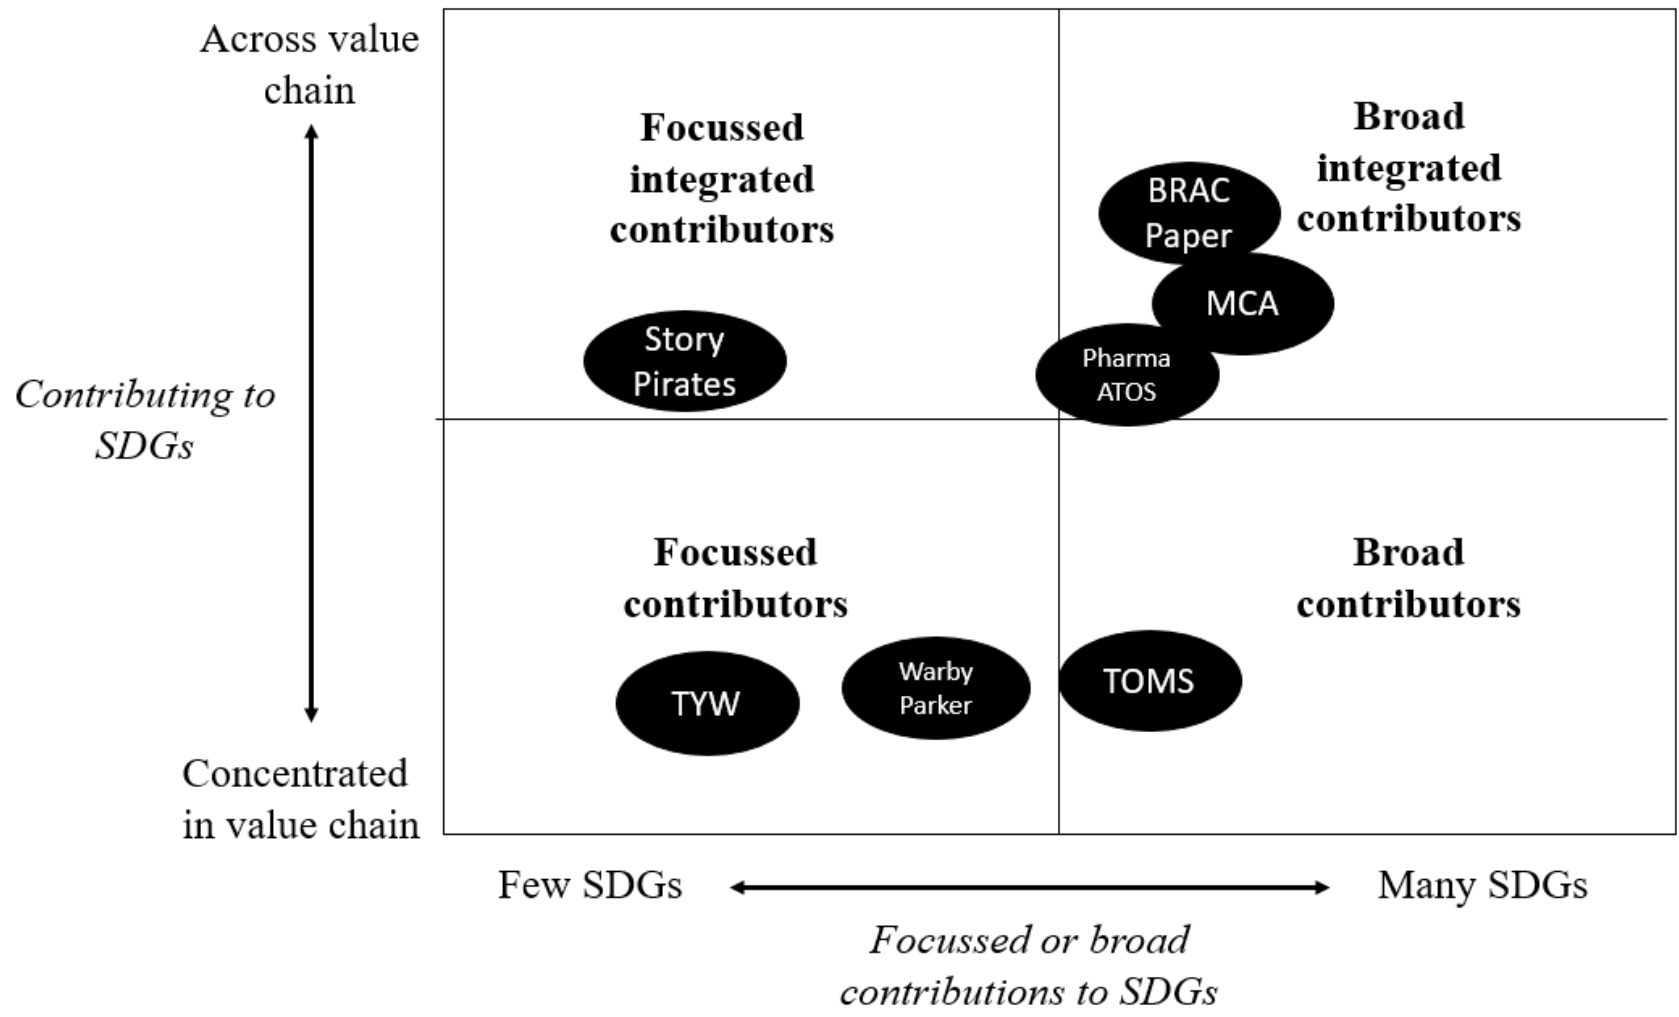 Across value
chain
Focussed
integrated
contributors
Broad
integrated
contributors
BRAC
Paper
MCA
Story
Pirates
Pharma
ATOS
Contributing to
SDGs
Focussed
contributors
Broad
contributors
TYW
Warby
Parker
TOMS
Concentrated
in value chain
Few SDGs
Many SDGs
Focussed or broad
contributions to SDGs